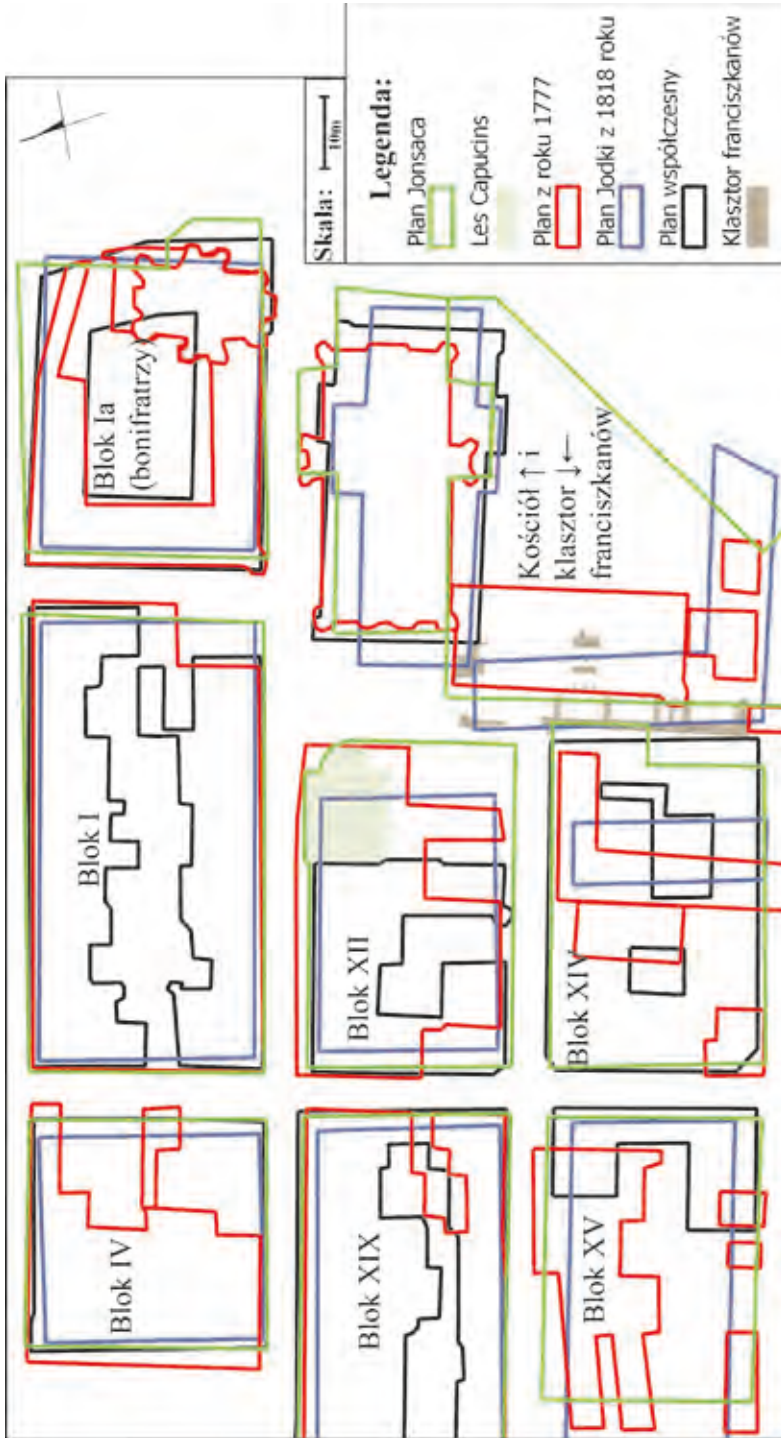 Skala:
10m
Legenda:
Plan Jonsaca
Les Capucins
Plan z roku 1777
Plan Jodki z 1818 roku
Plan współczesny
Klasztor franciszkanów
Blok IV
Blok I
Blok Ia
(bonifratrzy)
Blok XIX
Blok XII
Kościół ↑ i
klasztor ↓←
franciszkanów
Blok XV
Blok XIV